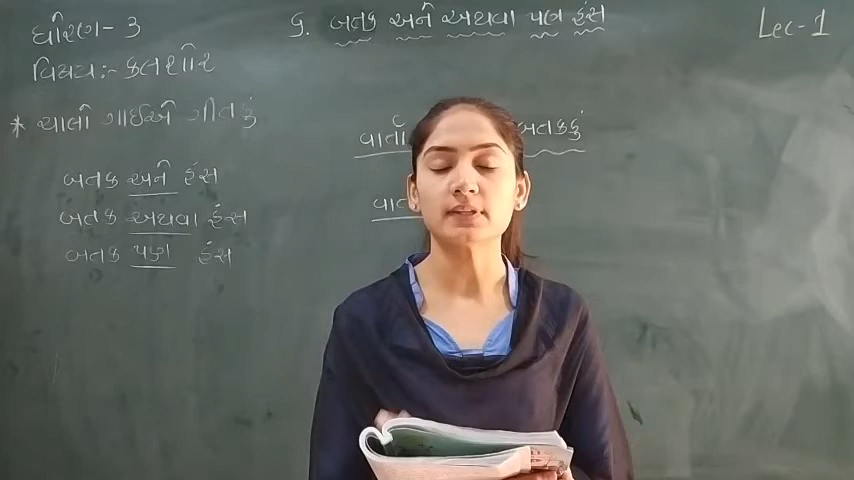 ધોરણ- 3
વિષય:- કલશોર
* ચાલો ગાઈએ ગીતડું
બતક અને હંસ
બતક અથવા હંસ
બતક પણ હંસ
૬. બતક અને અથવા પણ હંસ
વાર્તા બતકડું
Lec-1